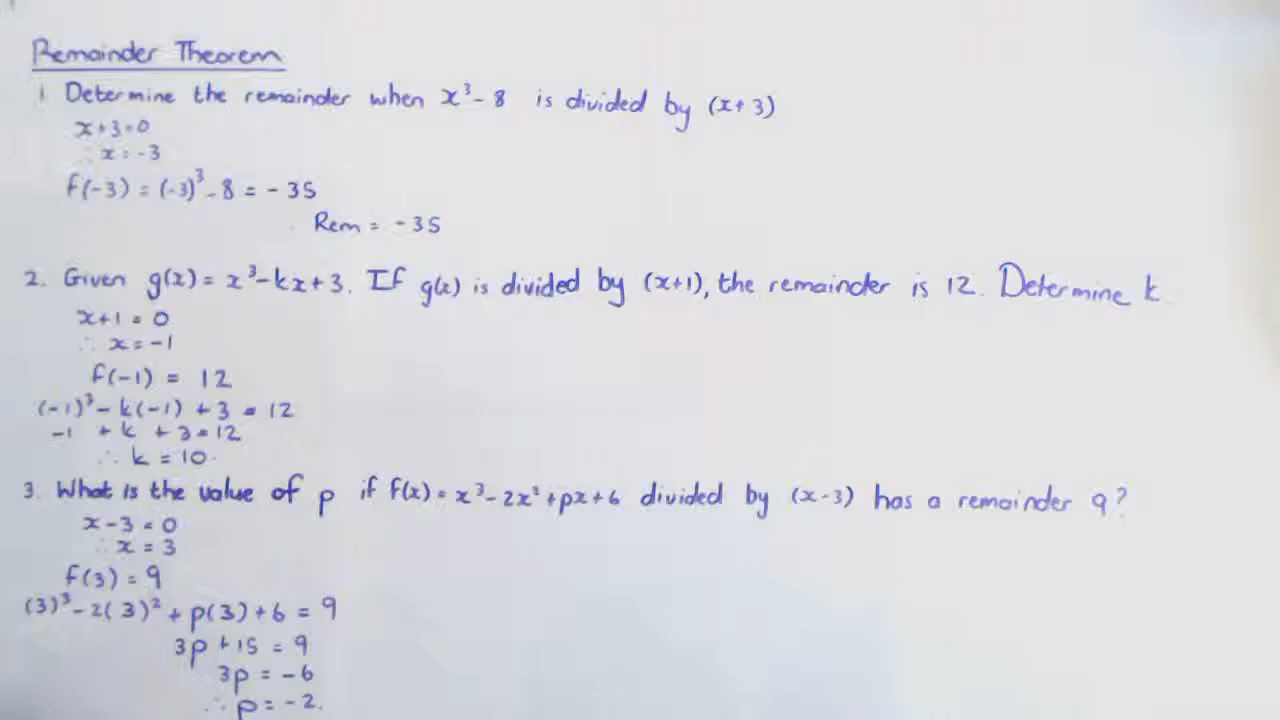 Remainder Theorem
1 Determine the remainder when x³ - 8 is divided by (x + 3)
x + 3 = 0
∴ x = -3
f(-3) = (-3)³ - 8 = -35
Rem = -35
2. Given g(x) = x³ - kx + 3. If g(x) is divided by (x+1), the remainder is 12. Determine k
x + 1 = 0
∴ x = -1
f(-1) = 12
(-1)³ - k(-1) + 3 = 12
-1 + k + 3 = 12
∴ k = 10
3. What is the value of p if f(x) = x³ - 2x² + px + 6 divided by (x-3) has a remainder 9?
x - 3 = 0
∴ x = 3
f(3) = 9
(3)³ - 2(3)² + p(3) + 6 = 9
3p + 15 = 9
3p = -6
∴ p = -2.